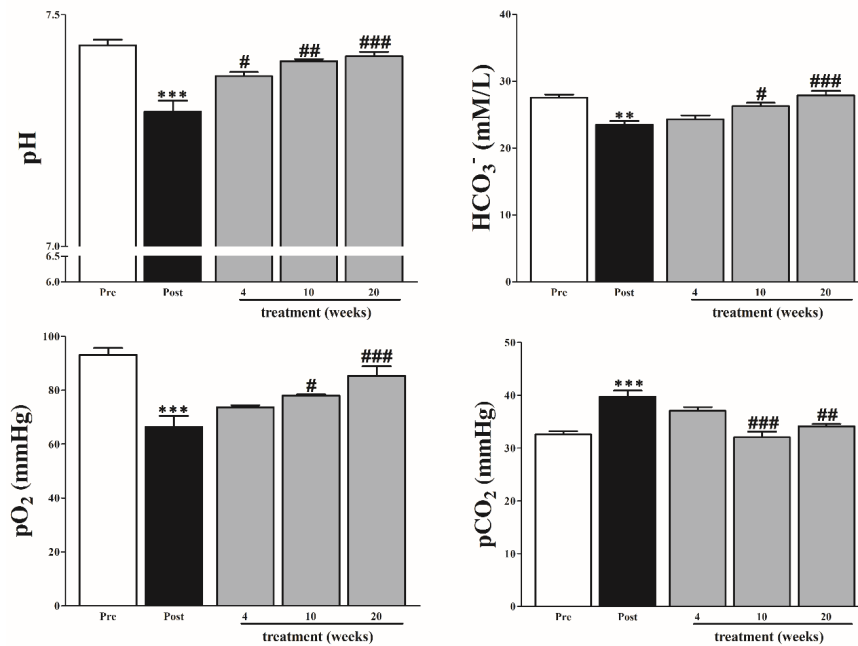 7.5
pH
***
#
##
###
7.0
6.5
6.0
Pre
Post
4
10
20
treatment (weeks)
40
HCO3- (mM/L)
30
**
#
###
20
10
0
Pre
Post
4
10
20
treatment (weeks)
100
pO2 (mmHg)
80
***
#
###
60
40
20
0
Pre
Post
4
10
20
treatment (weeks)
50
pCO2 (mmHg)
40
***
###
##
30
20
10
0
Pre
Post
4
10
20
treatment (weeks)